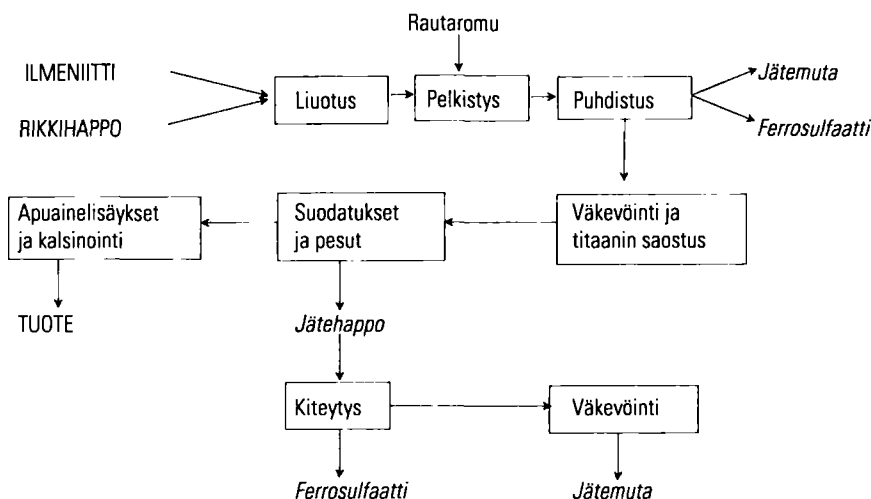 Rautaromu
ILMENIITTI
RIKKIHAPPO
Liuotus
Pelkistys
Puhdistus
Jätemuta
Ferrosulfaatti
Apuainelisäykset
ja kalsinointi
Suodatukset
ja pesut
Väkevöinti ja
titaanin saostus
TUOTE
Jätehappo
Kiteytys
Väkevöinti
Ferrosulfaatti
Jätemuta